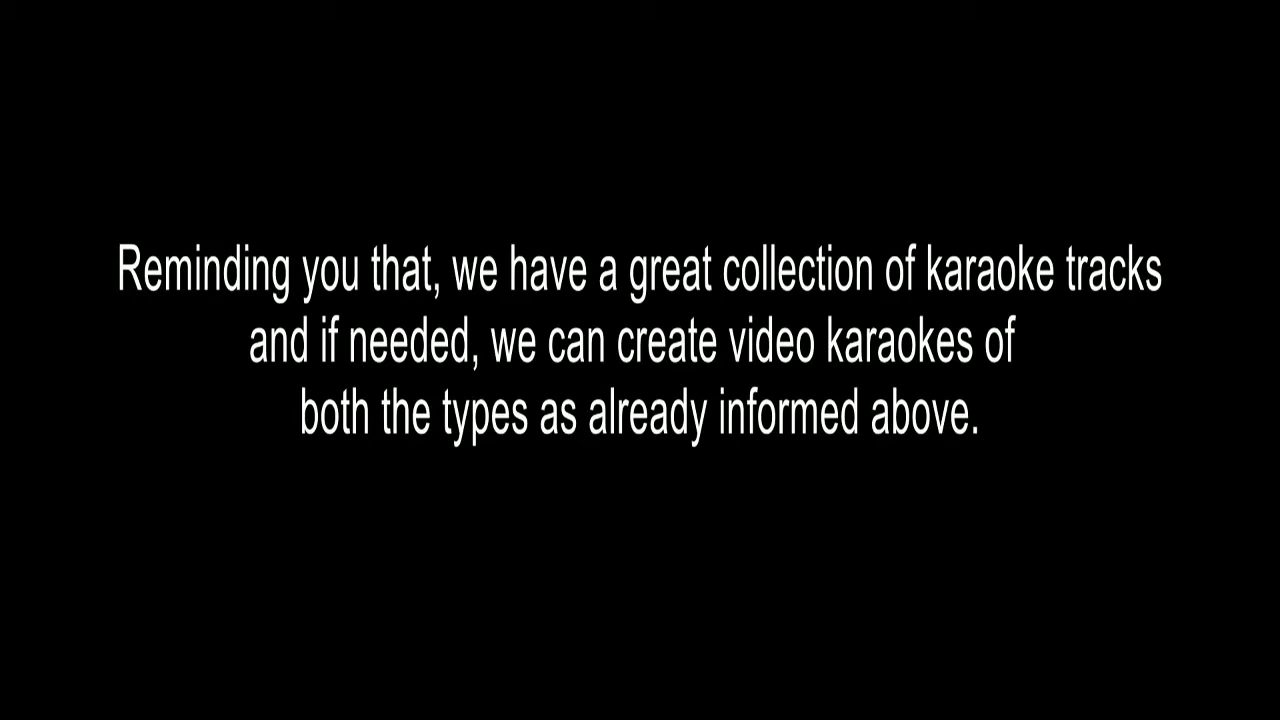 Reminding you that, we have a great collection of karaoke tracks
and if needed, we can create video karaokes of
both the types as already informed above.